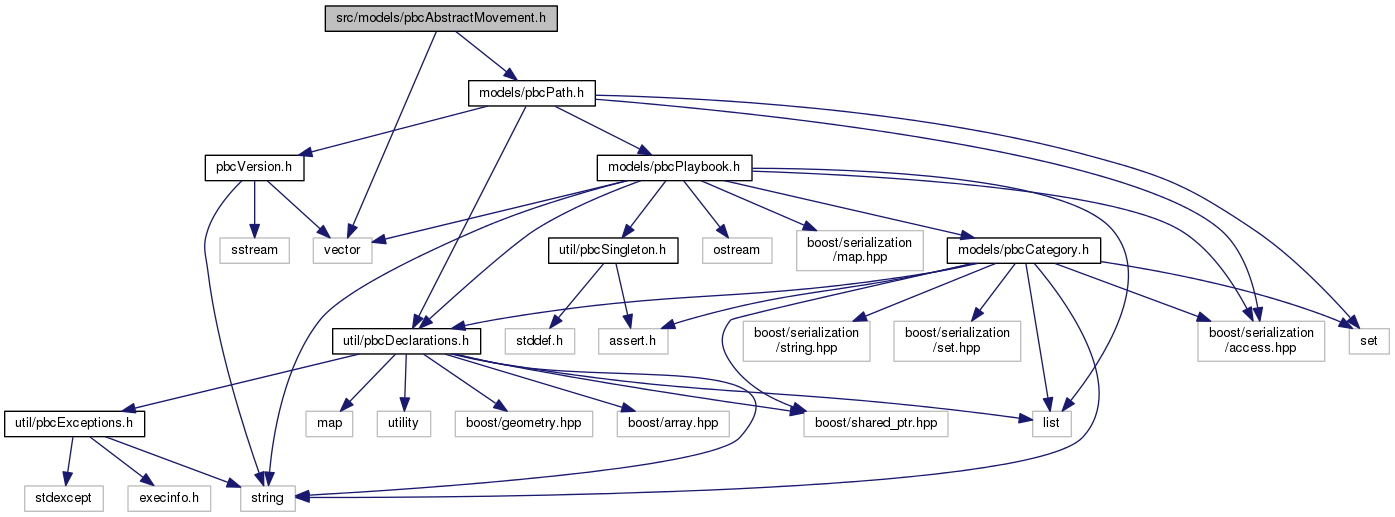 src/models/pbcAbstractMovement.h
models/pbcPath.h
pbcVersion.h
models/pbcPlaybook.h
sstream
vector
util/pbcSingleton.h
ostream
boost/serialization
/map.hpp
models/pbcCategory.h
util/pbcDeclarations.h
stddef.h
assert.h
boost/serialization
/string.hpp
boost/serialization
/set.hpp
boost/serialization
/access.hpp
set
util/pbcExceptions.h
map
utility
boost/geometry.hpp
boost/array.hpp
boost/shared_ptr.hpp
list
stdexcept
execinfo.h
string